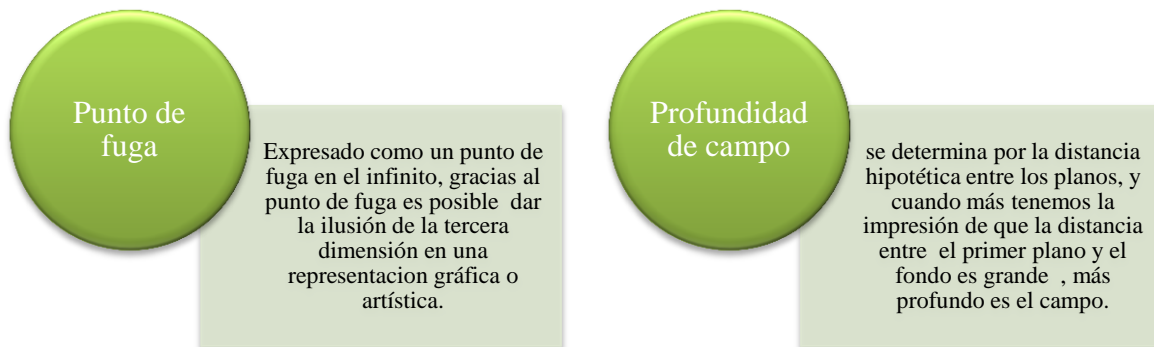 Punto de
fuga
Expresado como un punto de
fuga en el infinito, gracias al
punto de fuga es posible dar
la ilusión de la tercera
dimensión en una
representacion gráfica o
artística.
Profundidad
de campo
se determina por la distancia
hipotética entre los planos, y
cuando más tenemos la
impresión de que la distancia
entre el primer plano y el
fondo es grande , más
profundo es el campo.